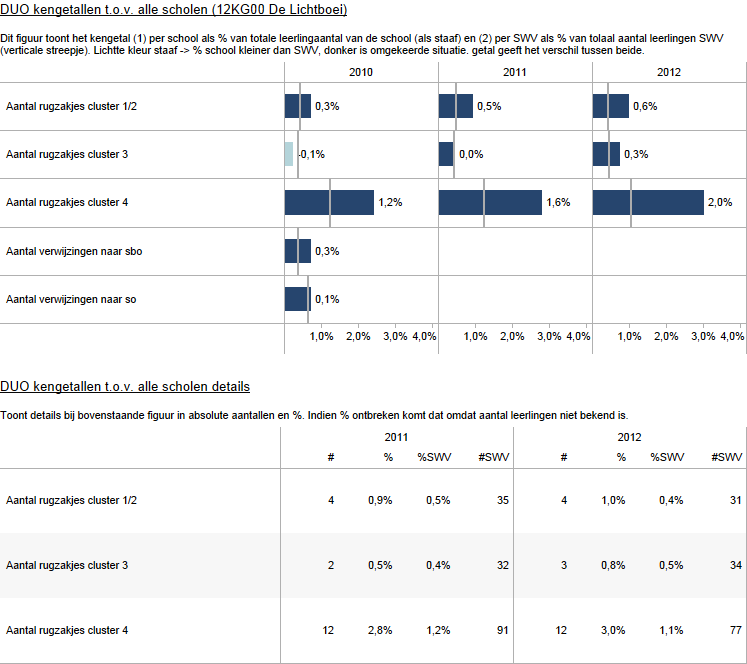 DUO kengetallen t.o.v. alle scholen (12KG00 De Lichtboei)
Dit figuur toont het kengetal (1) per school als % van totale leerlingaantal van de school (als staaf) en (2) per SWV als % van tolaal aantal leerlingen SWV
(verticale streepje). Lichtte kleur staaf -> % school kleiner dan SWV, donker is omgekeerde situatie. getal geeft het verschil tussen beide.
2010 2011 2012
Aantal rugzakjes cluster 1/2 0,3% 0,5% 0,6%
Aantal rugzakjes cluster 3 -0,1% 0,0% 0,3%
Aantal rugzakjes cluster 4 1,2% 1,6% 2,0%
Aantal verwijzingen naar sbo 0,3%
Aantal verwijzingen naar so 0,1%
1,0% 2,0% 3,0% 4,0% 1,0% 2,0% 3,0% 4,0% 1,0% 2,0% 3,0% 4,0%
DUO kengetallen t.o.v. alle scholen details
Toont details bij bovenstaande figuur in absolute aantallen en %. Indien % ontbreken komt dat omdat aantal leerlingen niet bekend is.
2011 2012
# % %SWV #SWV # % %SWV #SWV
Aantal rugzakjes cluster 1/2 4 0,9% 0,5% 35 4 1,0% 0,4% 31
Aantal rugzakjes cluster 3 2 0,5% 0,4% 32 3 0,8% 0,5% 34
Aantal rugzakjes cluster 4 12 2,8% 1,2% 91 12 3,0% 1,1% 77